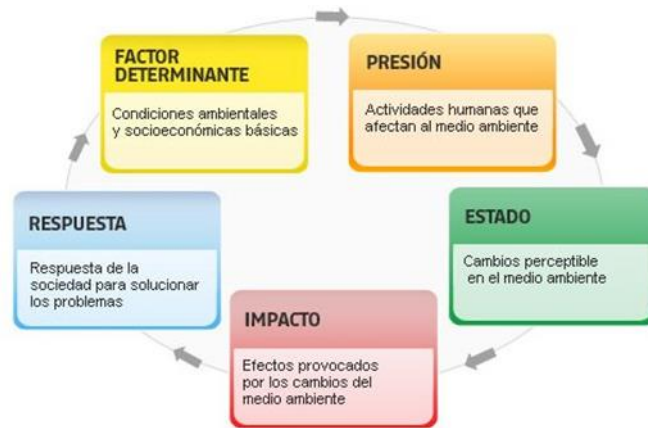 FACTOR
DETERMINANTE
Condiciones ambientales
y socioeconómicas básicas
PRESIÓN
Actividades humanas que
afectan al medio ambiente
ESTADO
Cambios perceptible
en el medio ambiente
IMPACTO
Efectos provocados
por los cambios del
medio ambiente
RESPUESTA
Respuesta de la
sociedad para solucionar
los problemas